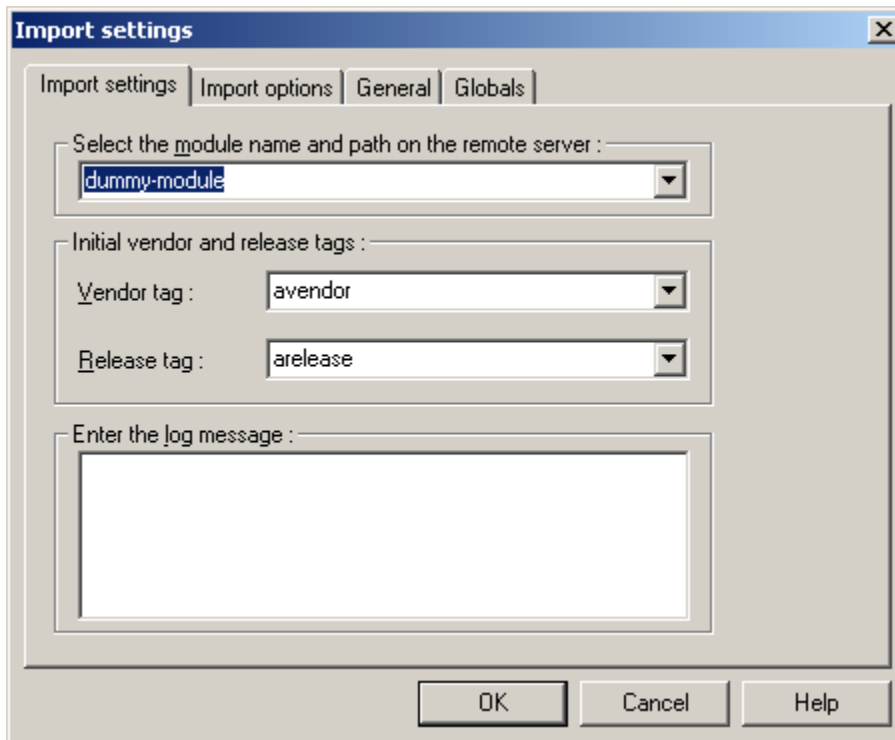 Import settings
Import settings Import options General Globals
Select the module name and path on the remote server :
dummy-module
Initial vendor and release tags :
Vendor tag : avendor
Release tag : arelease
Enter the log message :
OK Cancel Help